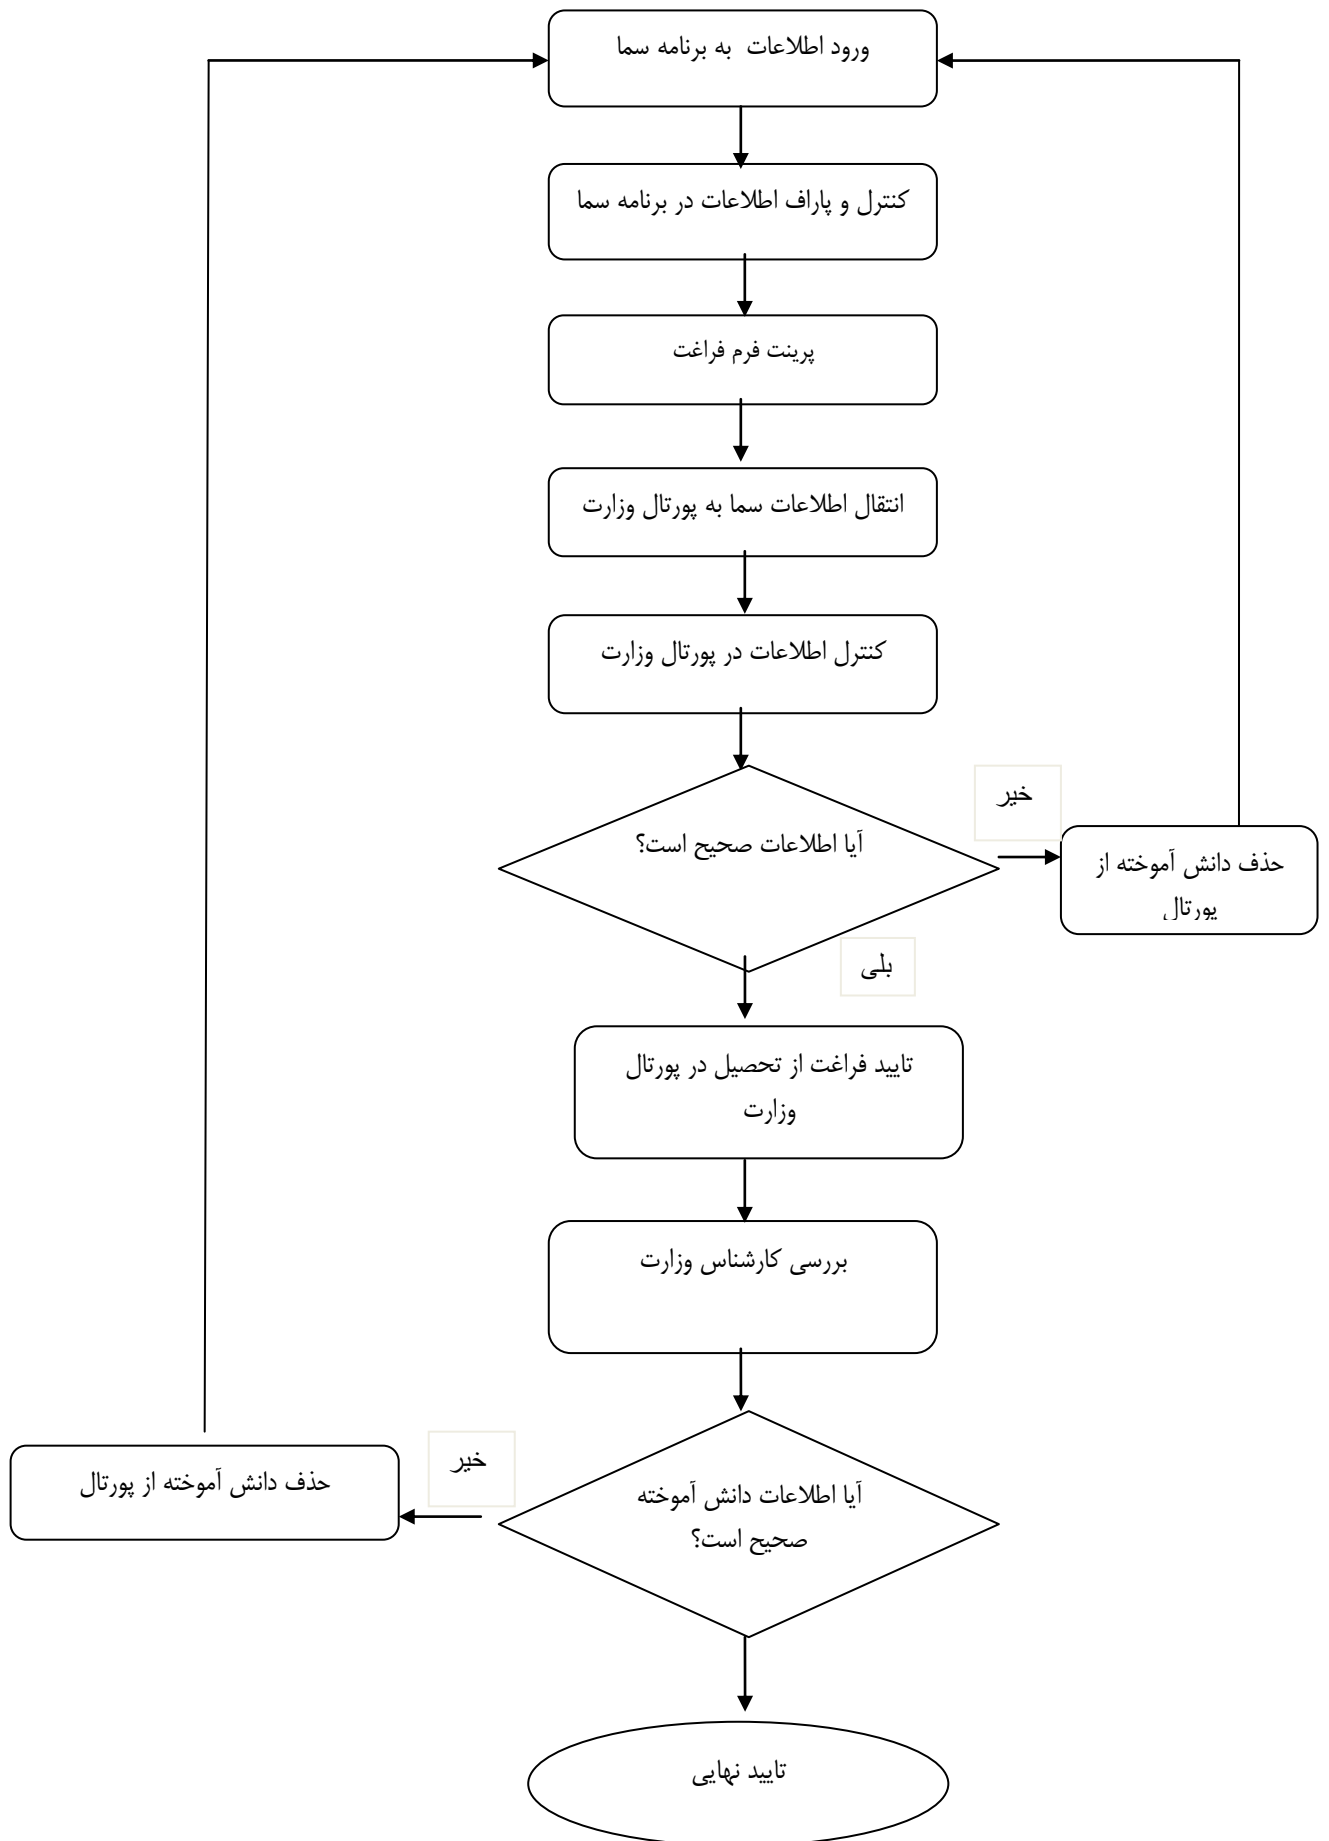 ورود اطلاعات به برنامه سما
کنترل و پاراف اطلاعات در برنامه سما
پرینت فرم فراغت
انتقال اطلاعات سما به پورتال وزارت
کنترل اطلاعات در پورتال وزارت
آیا اطلاعات صحیح است؟
خیر
حذف دانش آموخته از
پورتال
بلی
تایید فراغت از تحصیل در پورتال
وزارت
بررسی کارشناس وزارت
آیا اطلاعات دانش آموخته
صحیح است؟
خیر
حذف دانش آموخته از پورتال
تایید نهایی